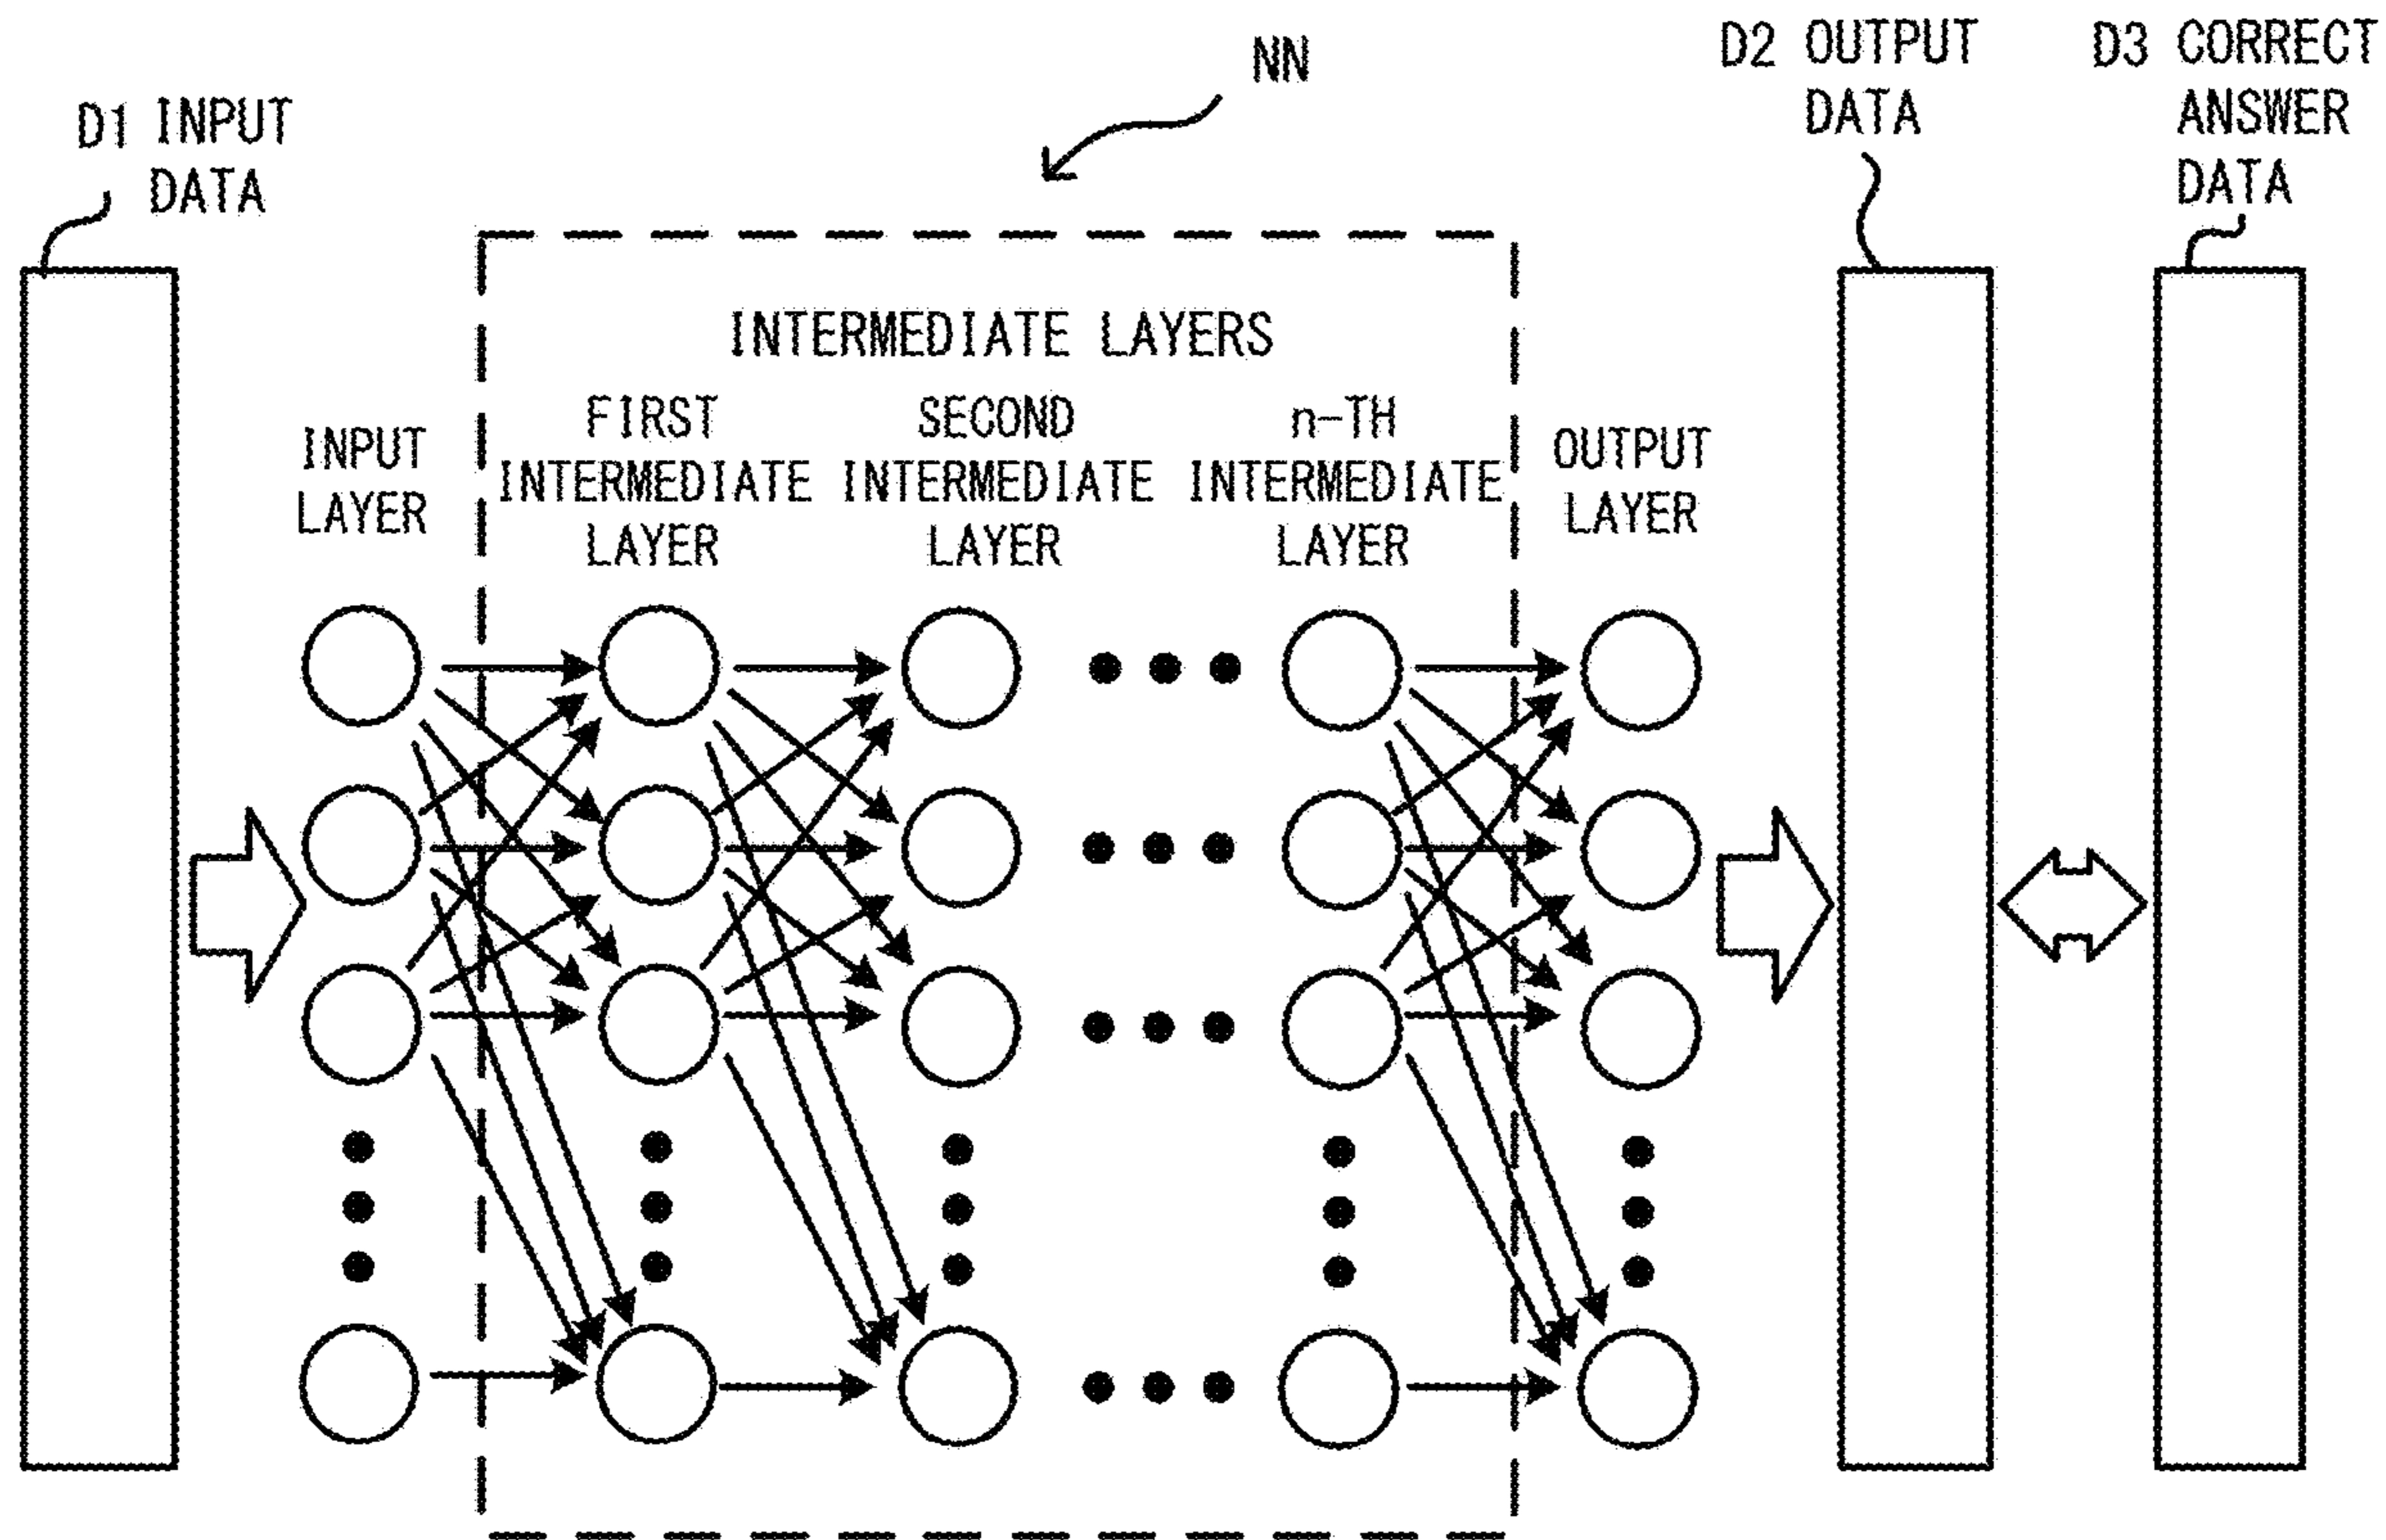 NN
D1 INPUT
DATA
D2 OUTPUT
DATA
D3 CORRECT
ANSWER
DATA
INTERMEDIATE LAYERS
INPUT
LAYER
FIRST
INTERMEDIATE
LAYER
SECOND
INTERMEDIATE
LAYER
n-TH
INTERMEDIATE
LAYER
OUTPUT
LAYER